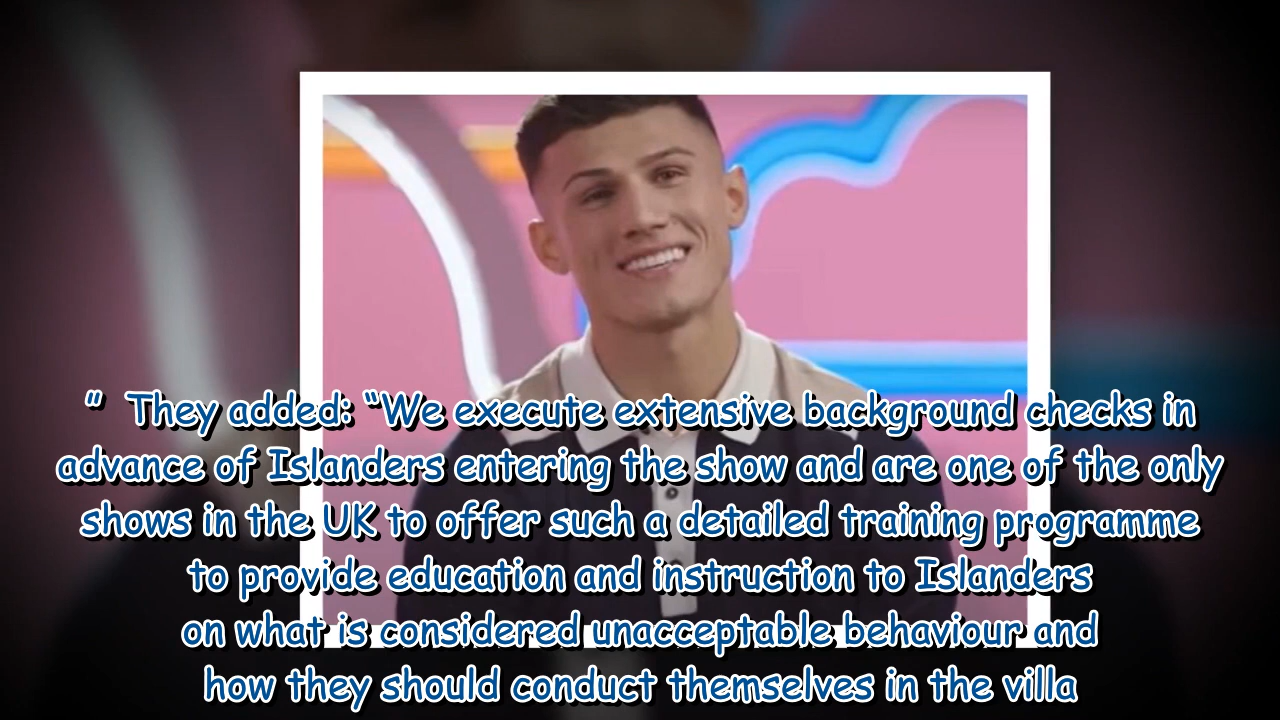 ”  They added: “We execute extensive background checks in
advance of Islanders entering the show and are one of the only
shows in the UK to offer such a detailed training programme
to provide education and instruction to Islanders
on what is considered unacceptable behaviour and
how they should conduct themselves in the villa